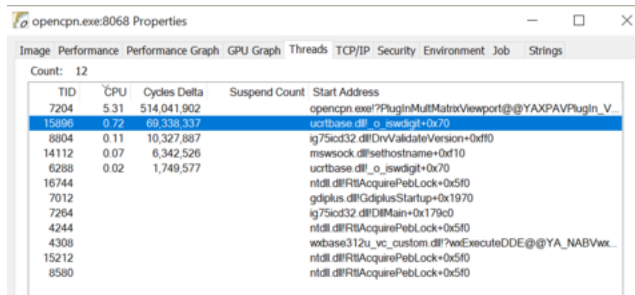 opencpn.exe:8068 Properties
Image Performance Performance Graph GPU Graph Threads TCP/IP Security Environment Job Strings
Count: 12
TID CPU Cycles Delta Suspend Count Start Address
7204 5.31 514,041,902 opencpn.exe!?PlugInMultMatrixViewport@@YAXPAVPlugIn_V...
15896 0.72 69,338,337 ucrtbase.dll!_o_iswdigit+0x70
8804 0.11 10,327,887 ig75icd32.dll!DrvValidateVersion+0xff0
14112 0.07 6,342,526 mswsock.dll!sethostname+0xf10
6288 0.02 1,749,577 ucrtbase.dll!_o_iswdigit+0x70
16744 ntdll.dll!RtlAcquirePebLock+0x5f0
7012 gdiplus.dll!GdiplusStartup+0x1970
7264 ig75icd32.dll!DllMain+0x179c0
4244 ntdll.dll!RtlAcquirePebLock+0x5f0
4308 wxbase312u_vc_custom.dll!?wxExecuteDDE@@YA_NABVwx...
15212 ntdll.dll!RtlAcquirePebLock+0x5f0
8580 ntdll.dll!RtlAcquirePebLock+0x5f0